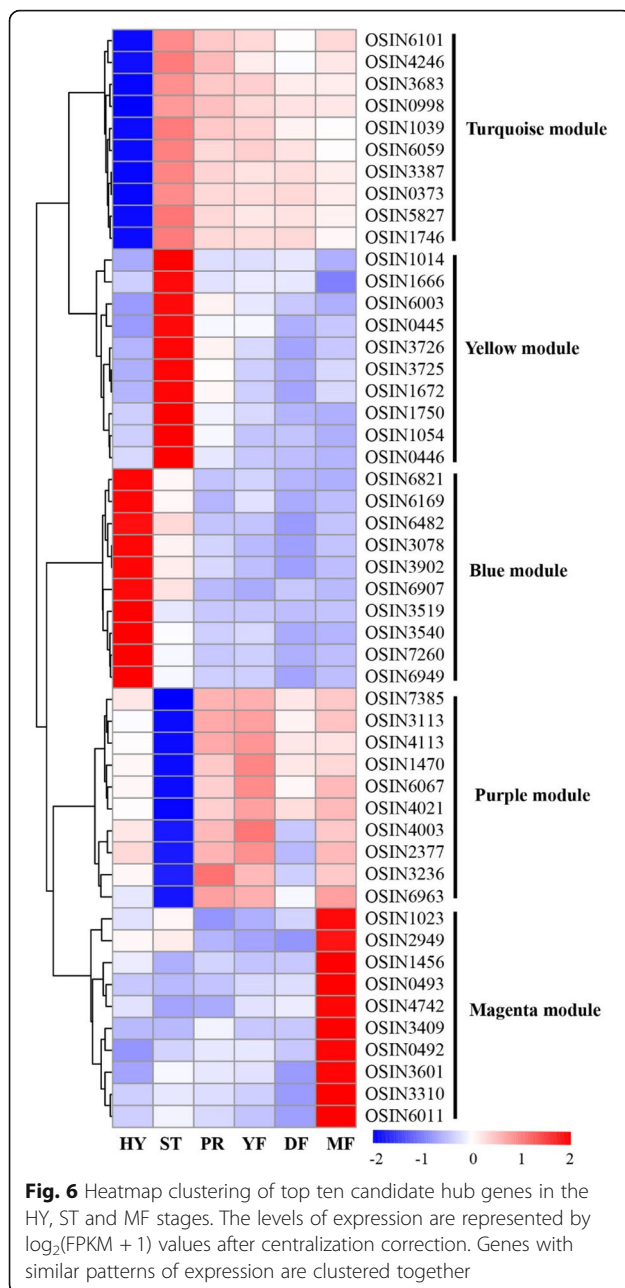 OSIN6101
OSIN4246
OSIN3683
OSIN0998
OSIN1039
OSIN6059
OSIN3387
OSIN0373
OSIN5827
OSIN1746
Turquoise module
OSIN1014
OSIN1666
OSIN6003
OSIN0445
OSIN3726
OSIN3725
OSIN1672
OSIN1750
OSIN1054
OSIN0446
Yellow module
OSIN6821
OSIN6169
OSIN6482
OSIN3078
OSIN3902
OSIN6907
OSIN3519
OSIN3540
OSIN7260
OSIN6949
Blue module
OSIN7385
OSIN3113
OSIN4113
OSIN1470
OSIN6067
OSIN4021
OSIN4003
OSIN2377
OSIN3236
OSIN6963
Purple module
OSIN1023
OSIN2949
OSIN1456
OSIN0493
OSIN4742
OSIN3409
OSIN0492
OSIN3601
OSIN3310
OSIN6011
Magenta module
HY ST PR YF DF MF
-2 -1 0 1 2
Fig. 6 Heatmap clustering of top ten candidate hub genes in the
HY, ST and MF stages. The levels of expression are represented by
log₂(FPKM + 1) values after centralization correction. Genes with
similar patterns of expression are clustered together